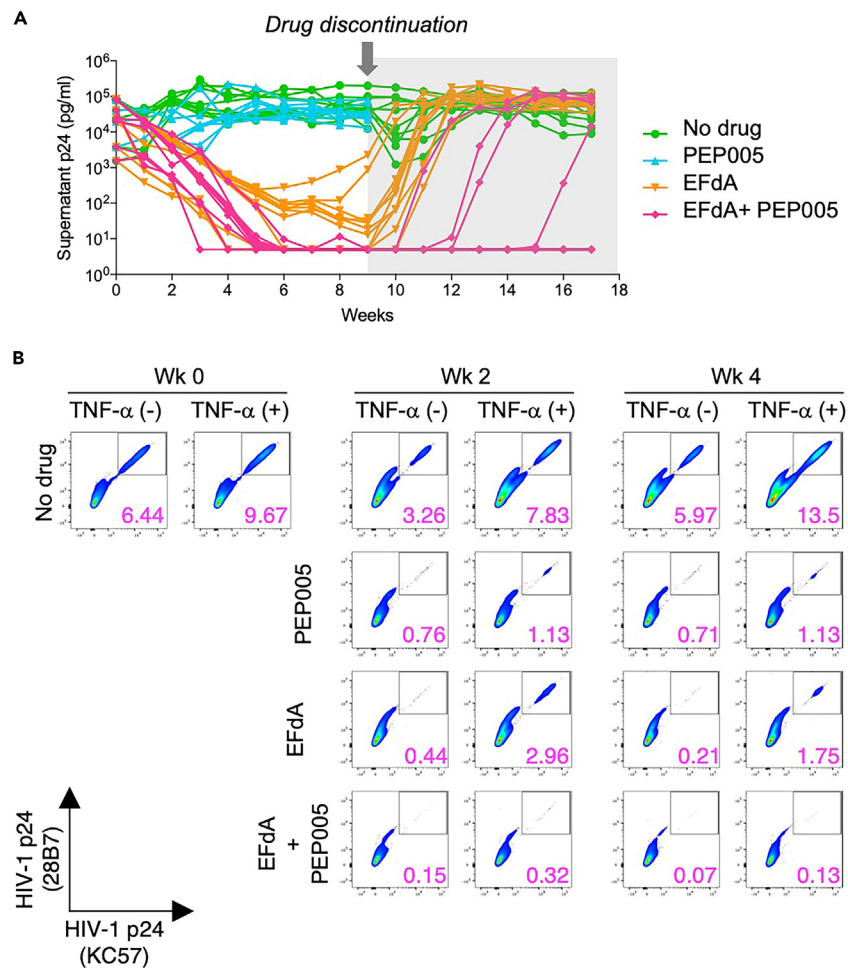 A
Drug discontinuation
Supernatant p24 (pg/ml)
10⁶
10⁵
10⁴
10³
10²
10¹
10⁰
0 2 4 6 8 10 12 14 16 18
Weeks
No drug
PEP005
EFdA
EFdA+ PEP005
B
Wk 0 Wk 2 Wk 4
TNF-α (-) TNF-α (+) TNF-α (-) TNF-α (+) TNF-α (-) TNF-α (+)
No drug
6.44 9.67 3.26 7.83 5.97 13.5
PEP005
0.76 1.13 0.71 1.13
EFdA
0.44 2.96 0.21 1.75
EFdA
+
PEP005
0.15 0.32 0.07 0.13
HIV-1 p24
(28B7)
HIV-1 p24
(KC57)